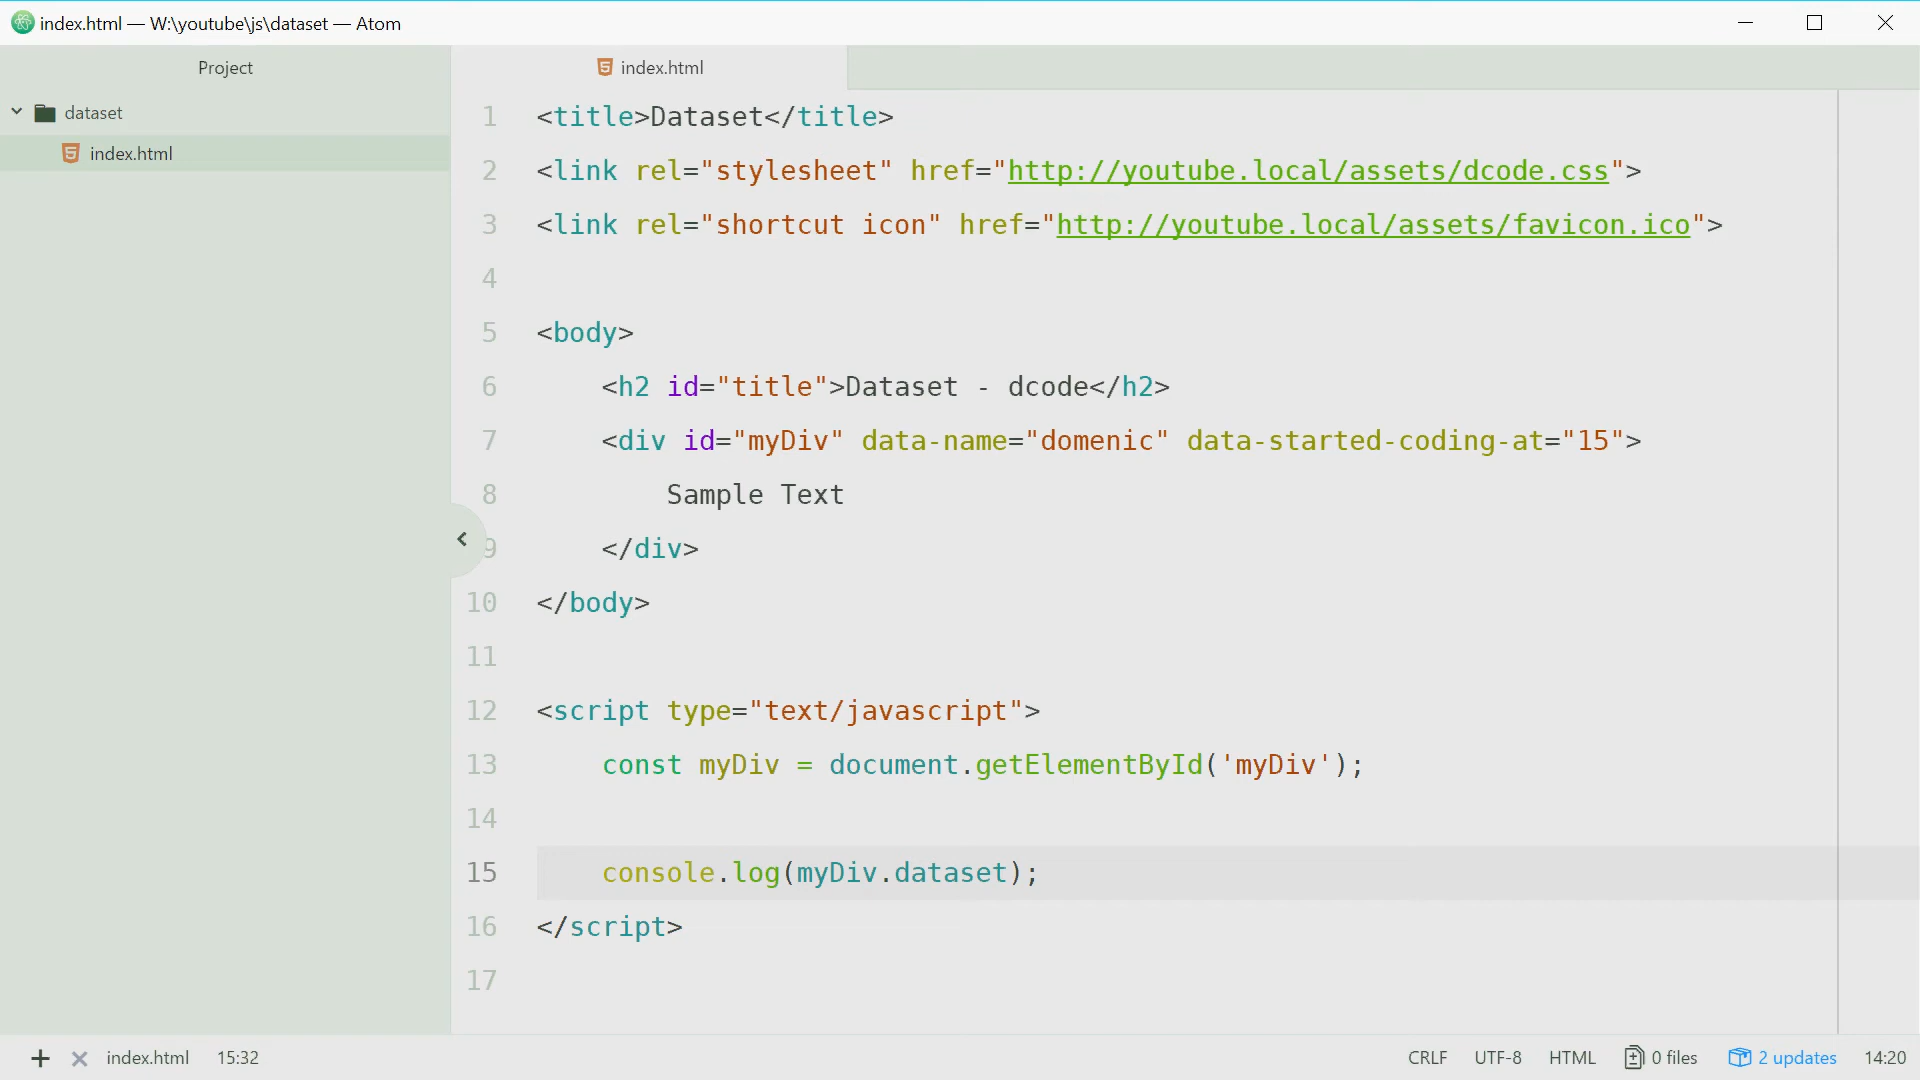 index.html — W:\youtube\js\dataset — Atom
Project
dataset
index.html
index.html
1 <title>Dataset</title>
2 <link rel="stylesheet" href="http://youtube.local/assets/dcode.css">
3 <link rel="shortcut icon" href="http://youtube.local/assets/favicon.ico">
4
5 <body>
6 <h2 id="title">Dataset - dcode</h2>
7 <div id="myDiv" data-name="domenic" data-started-coding-at="15">
8 Sample Text
9 </div>
10 </body>
11
12 <script type="text/javascript">
13 const myDiv = document.getElementById('myDiv');
14
15 console.log(myDiv.dataset);
16 </script>
17
index.html 15:32 CRLF UTF-8 HTML 0 files 2 updates 14:20